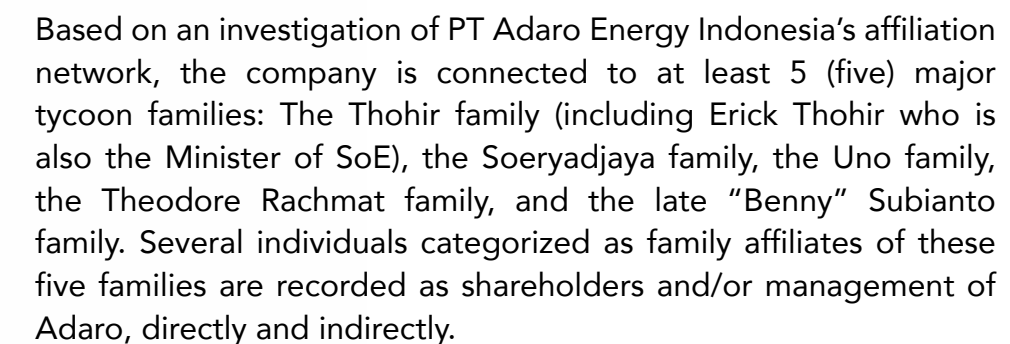 Based on an investigation of PT Adaro Energy Indonesia’s affiliation
network, the company is connected to at least 5 (five) major
tycoon families: The Thohir family (including Erick Thohir who is
also the Minister of SoE), the Soeryadjaya family, the Uno family,
the Theodore Rachmat family, and the late “Benny” Subianto
family. Several individuals categorized as family affiliates of these
five families are recorded as shareholders and/or management of
Adaro, directly and indirectly.